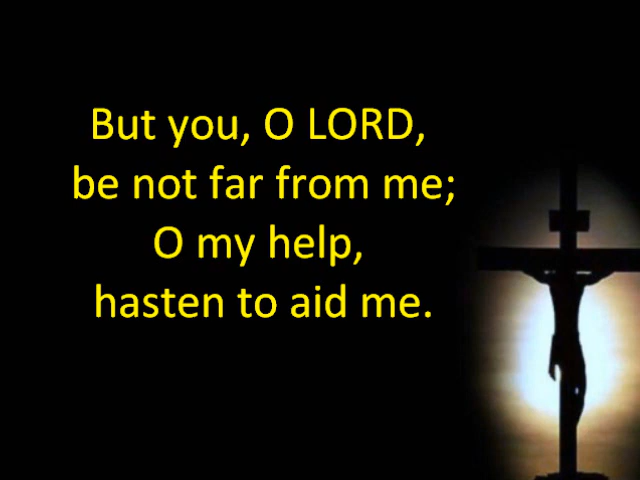 But you, O LORD,
be not far from me;
O my help,
hasten to aid me.